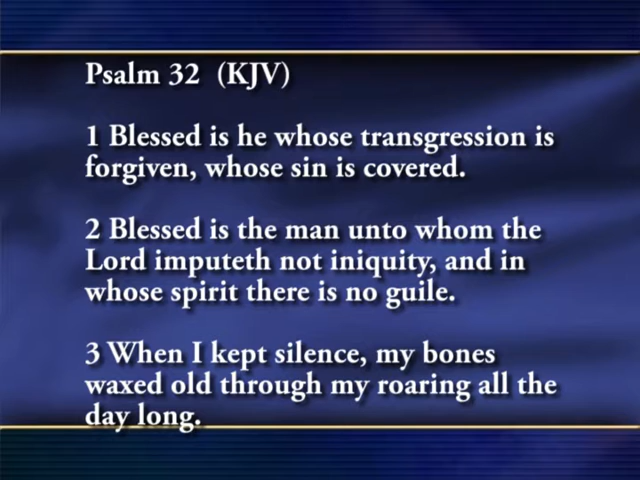 Psalm 32 (KJV)
1 Blessed is he whose transgression is
forgiven, whose sin is covered.
2 Blessed is the man unto whom the
Lord imputeth not iniquity, and in
whose spirit there is no guile.
3 When I kept silence, my bones
waxed old through my roaring all the
day long.